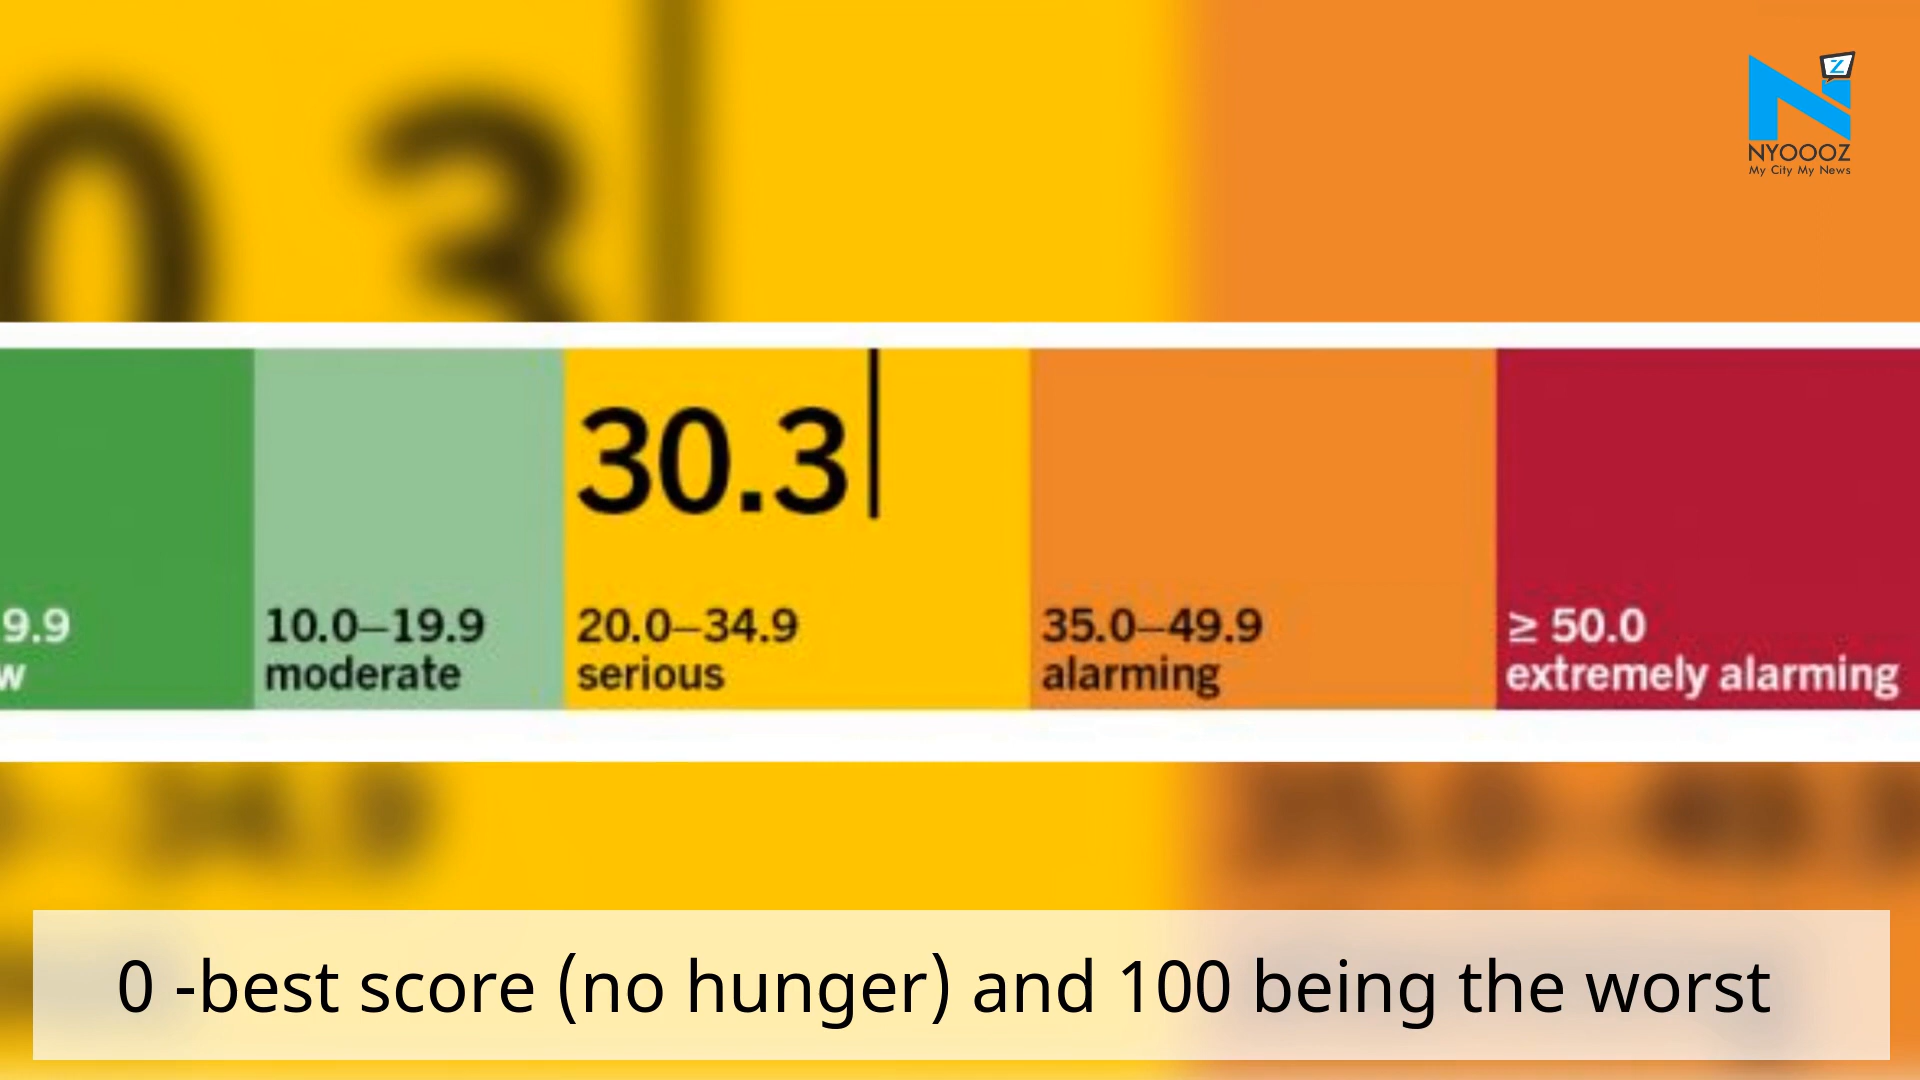 0 3
Z
NYOOOZ
My City My News
30.3
9.9
w
10.0–19.9
moderate
20.0–34.9
serious
35.0–49.9
alarming
≥ 50.0
extremely alarming
0 -best score (no hunger) and 100 being the worst